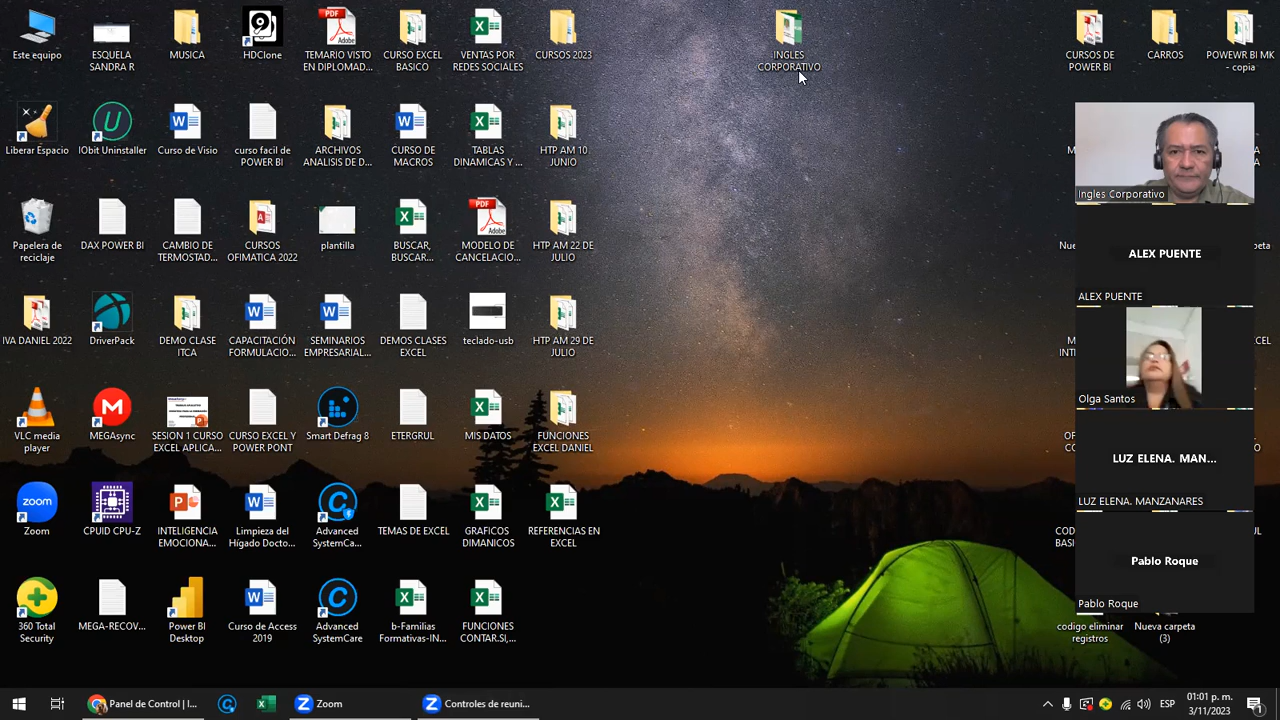 Este equipo
ESCUELA
SANDRA R
MUSICA
HDClone
TEMARIO VISTO
EN DIPLOMAD...
CURSO EXCEL
BASICO
VENTAS POR
REDES SOCIALES
CURSOS 2023
INGLES
CORPORATIVO
CURSOS DE
POWER BI
CARROS
POWEWR BI MK
- copia
Liberar Espacio
IObit Uninstaller
Curso de Visio
curso facil de
POWER BI
ARCHIVOS
ANALISIS DE D...
CURSO DE
MACROS
TABLAS
DINAMICAS Y ...
HTP AM 10
JUNIO
Ingles Corporativo
Papelera de
reciclaje
DAX POWER BI
CAMBIO DE
TERMOSTAD...
CURSOS
OFIMATICA 2022
plantilla
BUSCAR,
BUSCAR...
MODELO DE
CANCELACIO...
HTP AM 22 DE
JULIO
ALEX PUENTE
ALEX PUENTE
IVA DANIEL 2022
DriverPack
DEMO CLASE
ITCA
CAPACITACIÓN
FORMULACIO...
SEMINARIOS
EMPRESARIAL...
DEMOS CLASES
EXCEL
teclado-usb
HTP AM 29 DE
JULIO
Olga Santos
VLC media
player
MEGAsync
SESION 1 CURSO
EXCEL APLICA...
CURSO EXCEL Y
POWER PONT
Smart Defrag 8
ETERGRUL
MIS DATOS
FUNCIONES
EXCEL DANIEL
LUZ ELENA. MAN...
LUZ ELENA. MANZANARES
zoom
Zoom
CPUID CPU-Z
INTELIGENCIA
EMOCIONA...
Limpieza del
Hígado Docto...
Advanced
SystemCa...
TEMAS DE EXCEL
GRAFICOS
DIMANICOS
REFERENCIAS EN
EXCEL
Pablo Roque
Pablo Roque
360 Total
Security
MEGA-RECOV...
Power BI
Desktop
Curso de Access
2019
Advanced
SystemCare
b-Familias
Formativas-IN...
FUNCIONES
CONTAR.SI,...
codigo eliminar
registros
Nueva carpeta
(3)
Panel de Control | I...
Zoom
Controles de reuni...
ESP
01:01 p. m.
3/11/2023